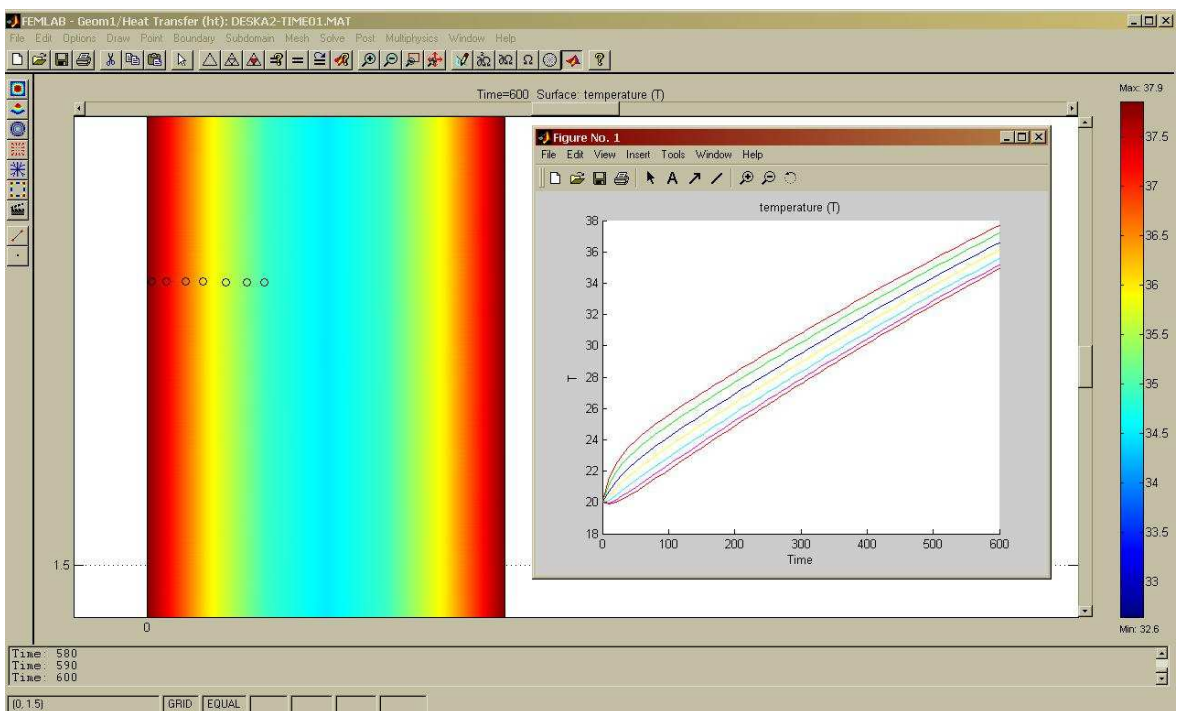 FEMLAB - Geom1/Heat Transfer (ht): DESKA2-TIME01.MAT
File Edit Options Draw Point Boundary Subdomain Mesh Solve Post Multiphysics Window Help
Time=600 Surface: temperature (T)
Max: 37.9
37.5
37
36.5
36
35.5
35
34.5
34
33.5
33
Min: 32.6
1.5
0
Figure No. 1
File Edit View Insert Tools Window Help
A
temperature (T)
38
36
34
32
30
28
26
24
22
20
18
T
0 100 200 300 400 500 600
Time
Time: 580
Time: 590
Time: 600
(0, 1.5) GRID EQUAL